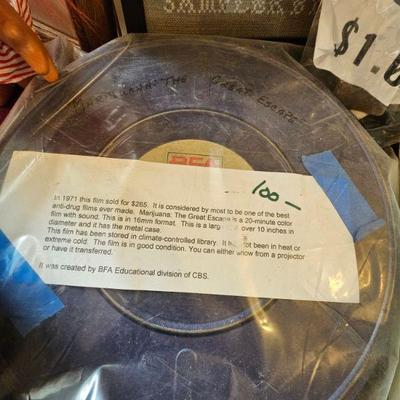 SAMPLER &
$1.0
MARIJUANA: THE GREAT ESCAPE
BFA
100-
In 1971 this film sold for $265. It is considered by most to be one of the best
anti-drug films ever made. Marijuana: The Great Escape is a 20-minute color
film with sound. This is in 16mm format. This is a large over 10 inches in
diameter and it has the metal case.
This film has been stored in climate-controlled library. It has not been in heat or
extreme cold. The film is in good condition. You can either show from a projector
or have it transferred.
It was created by BFA Educational division of CBS.